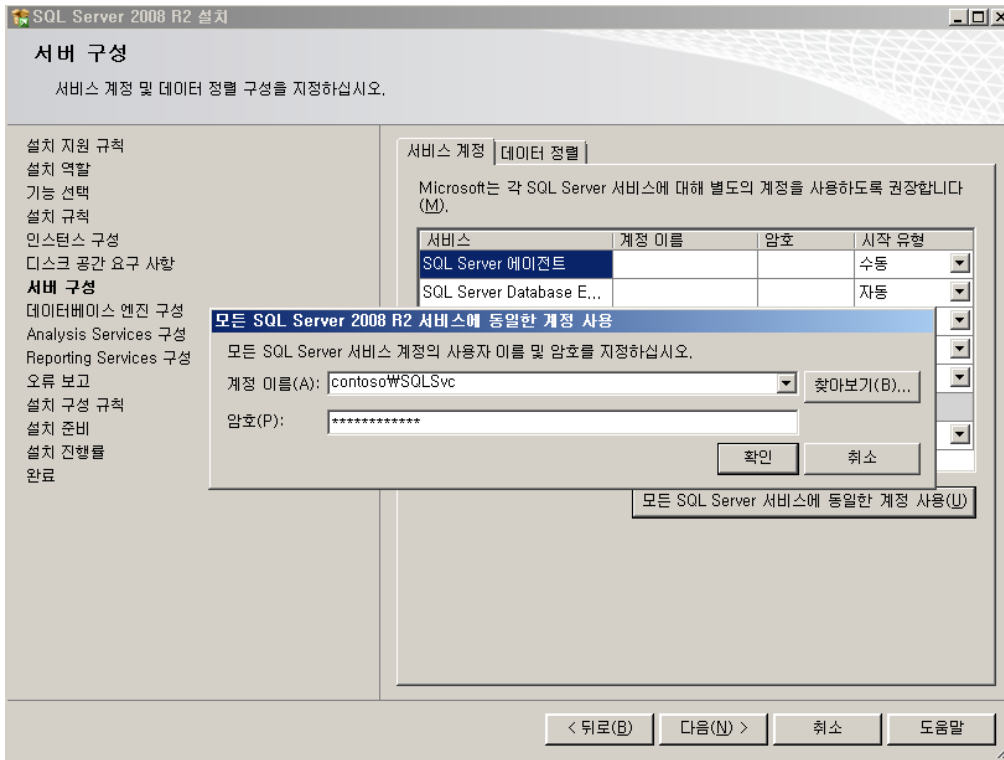 SQL Server 2008 R2 설치
서버 구성
서비스 계정 및 데이터 정렬 구성을 지정하십시오.
설치 지원 규칙
설치 역할
기능 선택
설치 규칙
인스턴스 구성
디스크 공간 요구 사항
서버 구성
데이터베이스 엔진 구성
Analysis Services 구성
Reporting Services 구성
오류 보고
설치 구성 규칙
설치 준비
설치 진행률
완료
서비스 계정 데이터 정렬
Microsoft는 각 SQL Server 서비스에 대해 별도의 계정을 사용하도록 권장합니다
(M).
서비스 계정 이름 암호 시작 유형
SQL Server 에이전트 수동
SQL Server Database E... 자동
모든 SQL Server 2008 R2 서비스에 동일한 계정 사용
모든 SQL Server 서비스 계정의 사용자 이름 및 암호를 지정하십시오.
계정 이름(A): contoso₩SQLSvc 찾아보기(B)...
암호(P): ************
확인 취소
모든 SQL Server 서비스에 동일한 계정 사용(U)
< 뒤로(B) 다음(N) > 취소 도움말